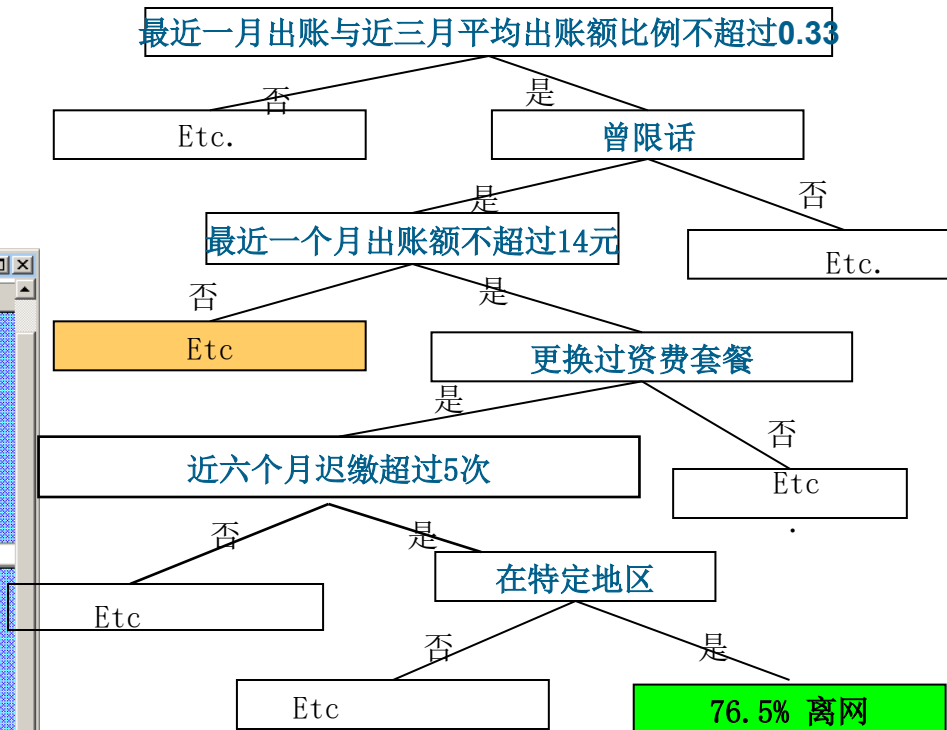 最近一月出账与近三月平均出账额比例不超过0.33
否
是
Etc.
曾限话
是
否
最近一个月出账额不超过14元
Etc.
否
是
Etc
更换过资费套餐
是
否
近六个月迟缴超过5次
Etc
.
否
是
在特定地区
Etc
否
是
Etc
76.5% 离网